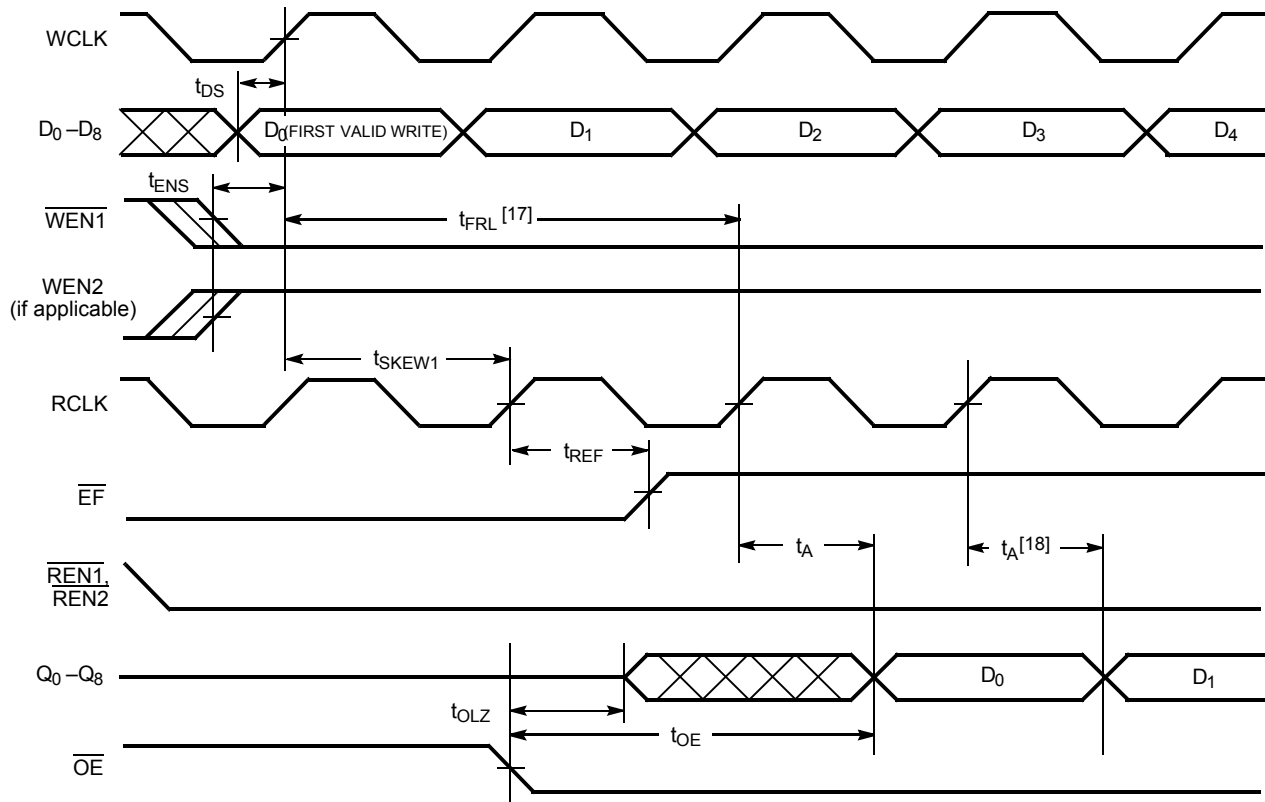 WCLK
tDS
D0 –D8
D0(FIRST VALID WRITE)
D1
D2
D3
D4
tENS
WEN1
tFRL [17]
WEN2
(if applicable)
tSKEW1
RCLK
tREF
EF
tA
tA[18]
REN1,
REN2
Q0 –Q8
D0
D1
tOLZ
tOE
OE